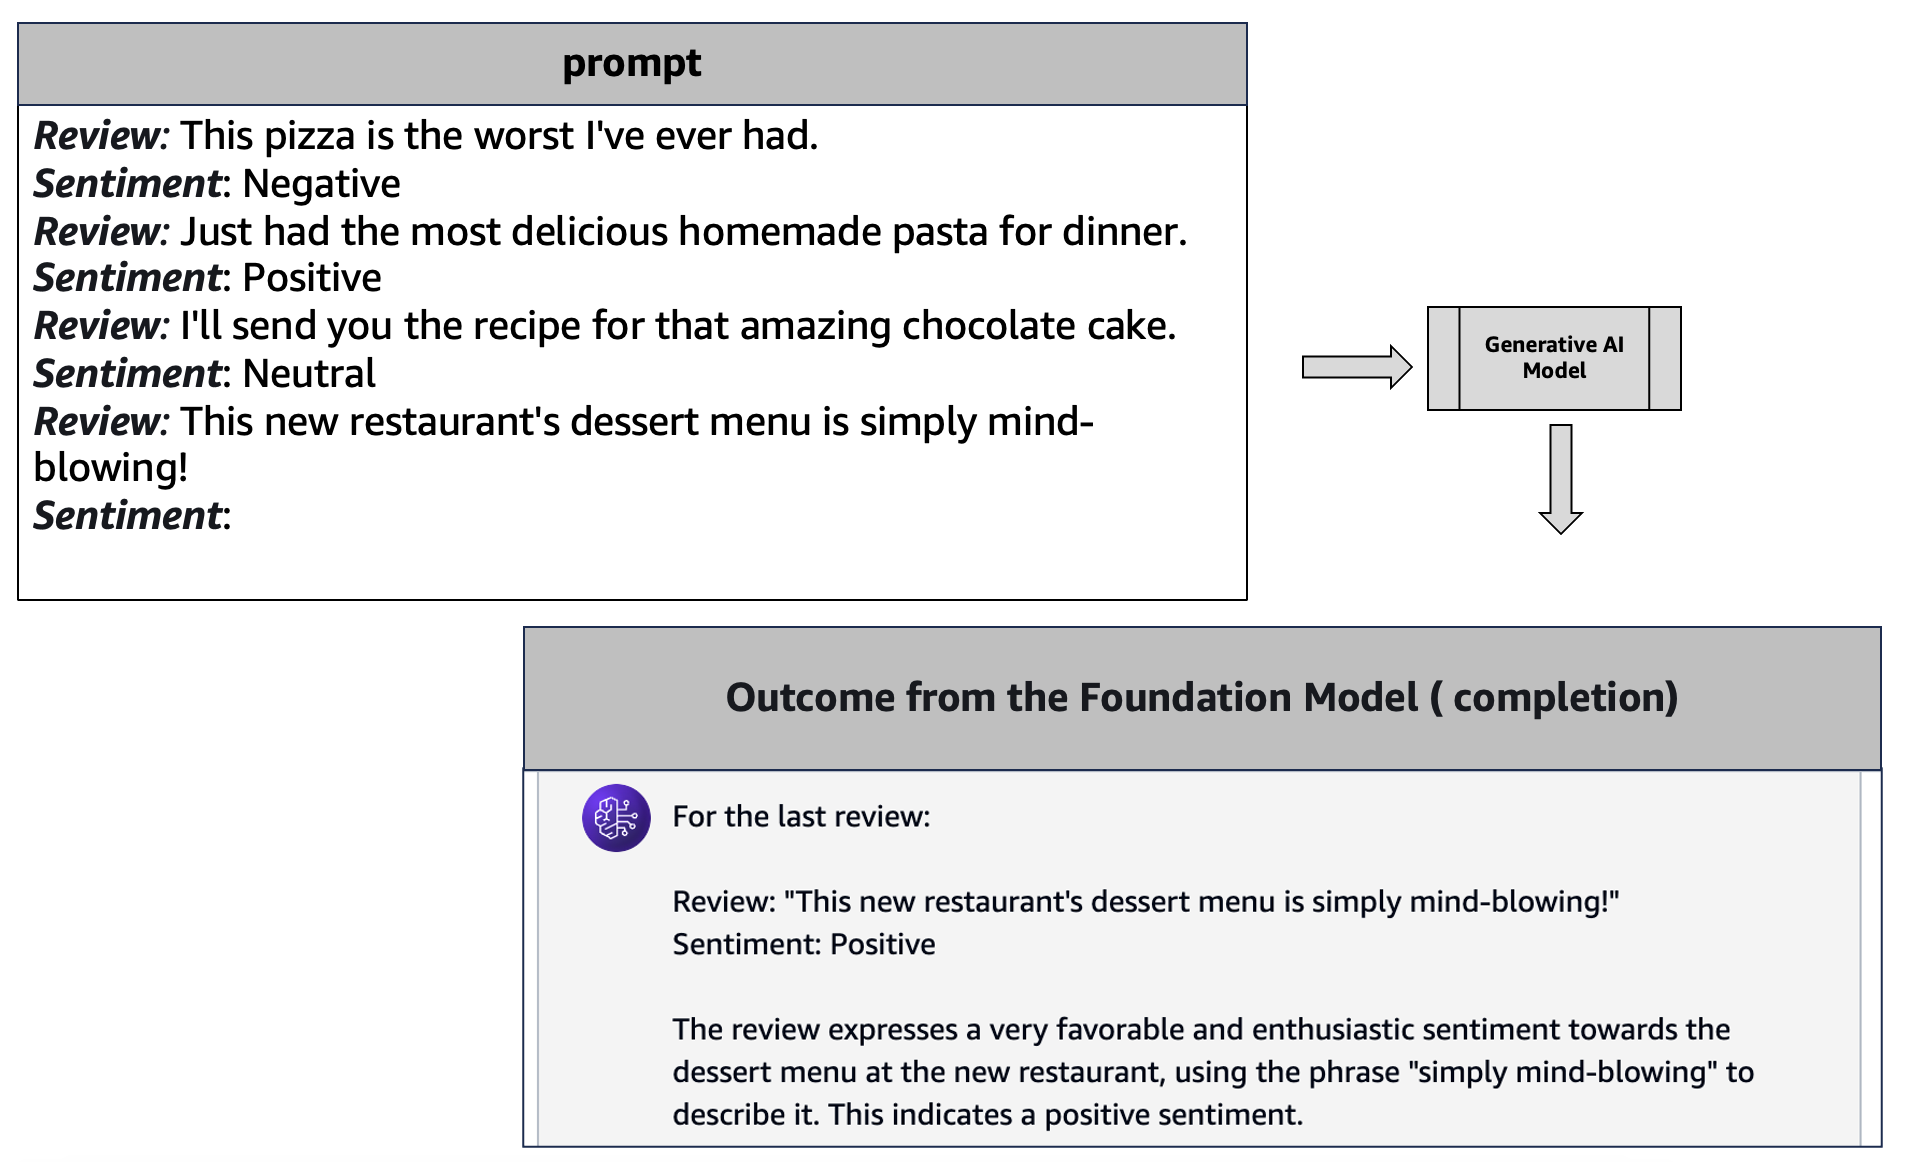 prompt
Review: This pizza is the worst I've ever had.
Sentiment: Negative
Review: Just had the most delicious homemade pasta for dinner.
Sentiment: Positive
Review: I'll send you the recipe for that amazing chocolate cake.
Sentiment: Neutral
Review: This new restaurant's dessert menu is simply mind-
blowing!
Sentiment:
Generative AI
Model
Outcome from the Foundation Model ( completion)
For the last review:
Review: "This new restaurant's dessert menu is simply mind-blowing!"
Sentiment: Positive
The review expresses a very favorable and enthusiastic sentiment towards the
dessert menu at the new restaurant, using the phrase "simply mind-blowing" to
describe it. This indicates a positive sentiment.